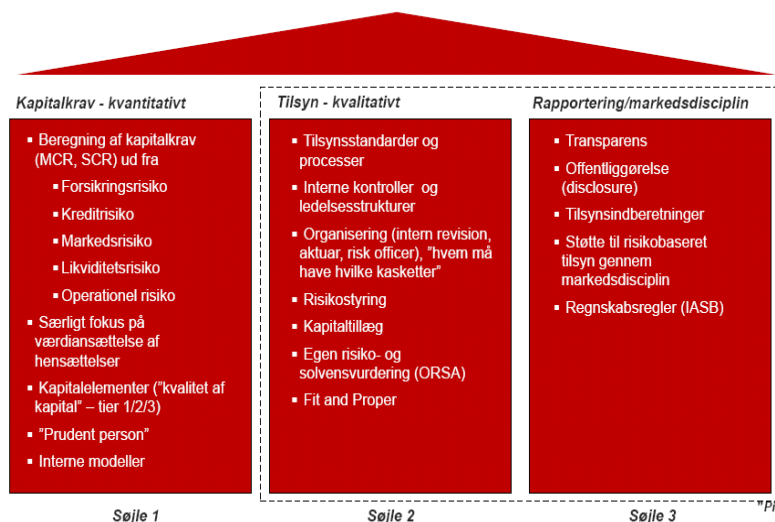 Kapitalkrav - kvantitativt
▪ Beregning af kapitalkrav
(MCR, SCR) ud fra
▪ Forsikringsrisiko
▪ Kreditrisiko
▪ Markedsrisiko
▪ Likviditetsrisiko
▪ Operationel risiko
▪ Særligt fokus på
værdiansættelse af
hensættelser
▪ Kapitalelementer ("kvalitet af
kapital" – tier 1/2/3)
▪ "Prudent person"
▪ Interne modeller
Søjle 1
Tilsyn - kvalitativt
▪ Tilsynsstandarder og
processer
▪ Interne kontroller og
ledelsesstrukturer
▪ Organisering (intern revision,
aktuar, risk officer), "hvem må
have hvilke kasketter"
▪ Risikostyring
▪ Kapitaltillæg
▪ Egen risiko- og
solvensvurdering (ORSA)
▪ Fit and Proper
Søjle 2
Rapportering/markedsdisciplin
▪ Transparens
▪ Offentliggørelse
(disclosure)
▪ Tilsynsindberetninger
▪ Støtte til risikobaseret
tilsyn gennem
markedsdisciplin
▪ Regnskabsregler (IASB)
Søjle 3